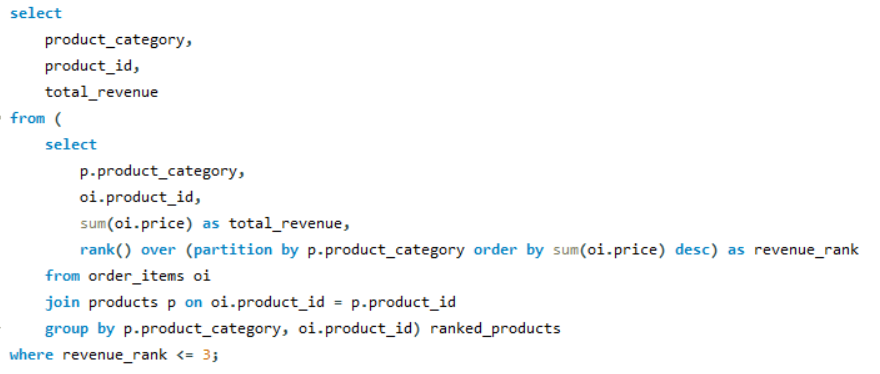 select
    product_category,
    product_id,
    total_revenue
from (
    select
        p.product_category,
        oi.product_id,
        sum(oi.price) as total_revenue,
        rank() over (partition by p.product_category order by sum(oi.price) desc) as revenue_rank
    from order_items oi
    join products p on oi.product_id = p.product_id
    group by p.product_category, oi.product_id) ranked_products
where revenue_rank <= 3;